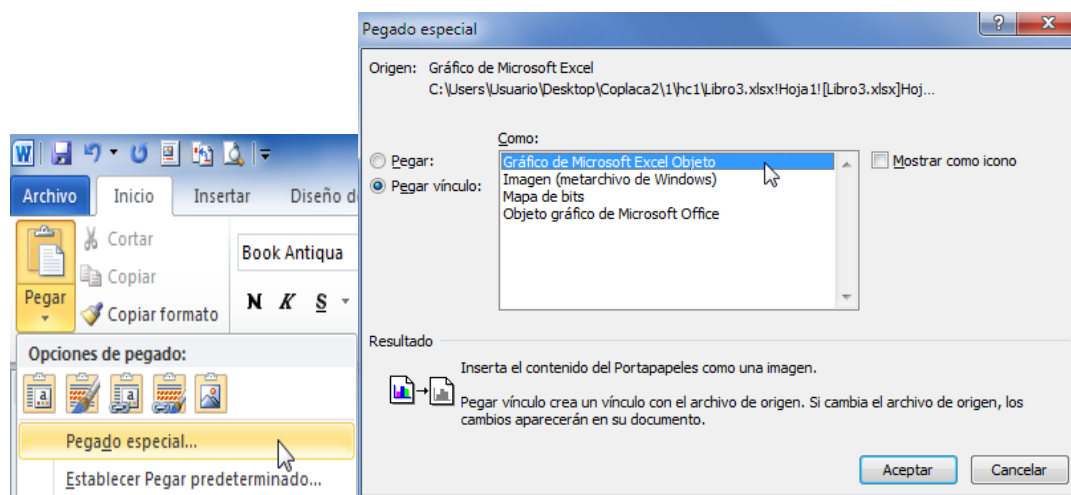 Pegado especial
?
X
Origen: Gráfico de Microsoft Excel
C:\Users\Usuario\Desktop\Coplaca2\1\hc1\Libro3.xlsx!Hoja1![Libro3.xlsx]Hoj...
Como:
Pegar:
Pegar vínculo:
Gráfico de Microsoft Excel Objeto
Imagen (metarchivo de Windows)
Mapa de bits
Objeto gráfico de Microsoft Office
Mostrar como icono
Resultado
Inserta el contenido del Portapapeles como una imagen.
Pegar vínculo crea un vínculo con el archivo de origen. Si cambia el archivo de origen, los
cambios aparecerán en su documento.
Aceptar Cancelar
W
Archivo Inicio Insertar Diseño d
Pegar
Cortar
Copiar
Copiar formato
Book Antiqua
N K S
Opciones de pegado:
a a
Pegado especial...
Establecer Pegar predeterminado...